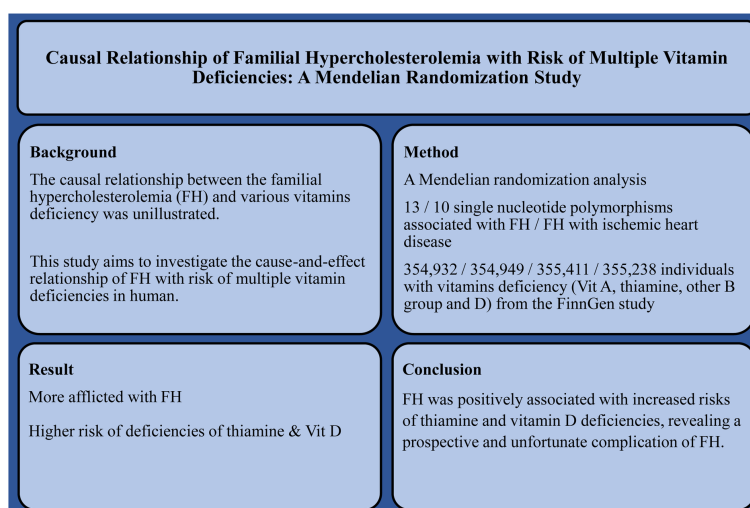 Causal Relationship of Familial Hypercholesterolemia with Risk of Multiple Vitamin
Deficiencies: A Mendelian Randomization Study
Background
The causal relationship between the familial
hypercholesterolemia (FH) and various vitamins
deficiency was unillustrated.
This study aims to investigate the cause-and-effect
relationship of FH with risk of multiple vitamin
deficiencies in human.
Method
A Mendelian randomization analysis
13 / 10 single nucleotide polymorphisms
associated with FH / FH with ischemic heart
disease
354,932 / 354,949 / 355,411 / 355,238 individuals
with vitamins deficiency (Vit A, thiamine, other B
group and D) from the FinnGen study
Result
More afflicted with FH
Higher risk of deficiencies of thiamine & Vit D
Conclusion
FH was positively associated with increased risks
of thiamine and vitamin D deficiencies, revealing
a prospective and unfortunate complication of FH.